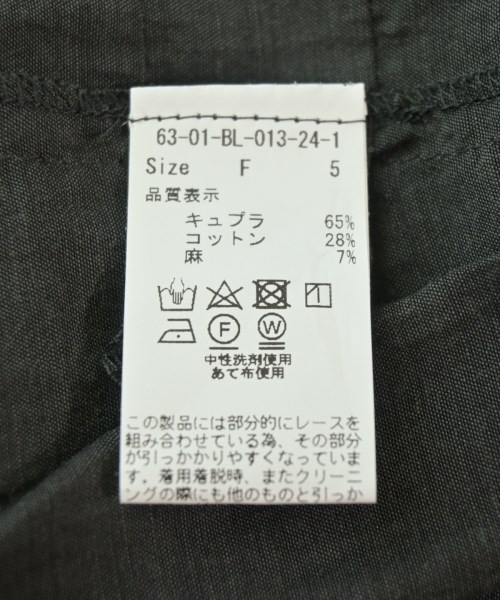 63-01-BL-013-24-1
Size F 5
品質表示
キュプラ 65%
コットン 28%
麻 7%
F W
中性洗剤使用
あて布使用
この製品には部分的にレースを
組み合わせている為、その部分
が引っかかりやすくなっていま
す。着用着脱時、またクリーニ
ングの際にも他のものと引っか